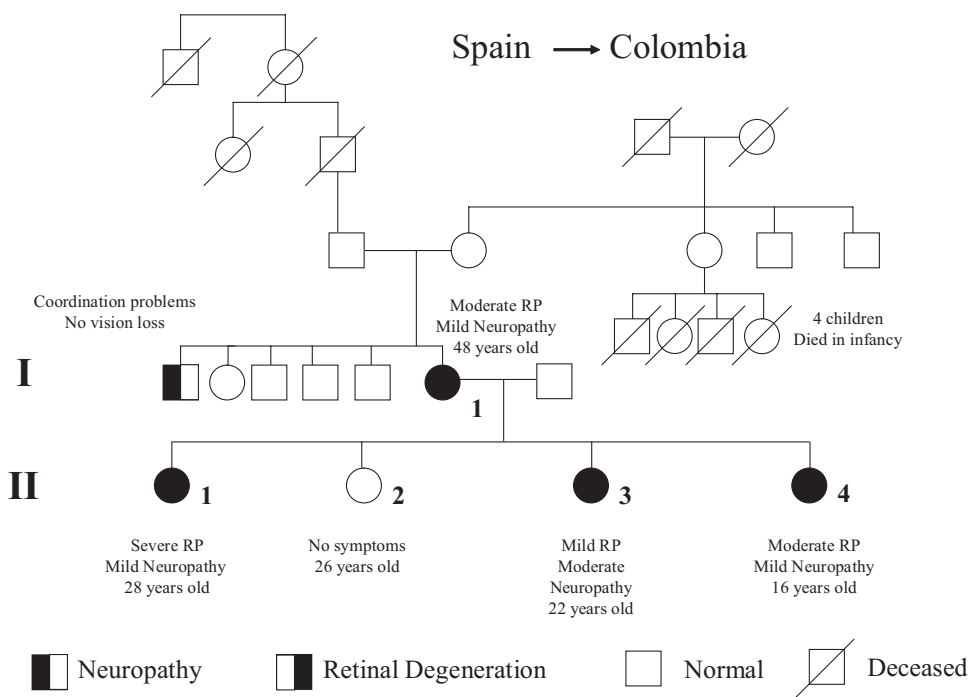 Spain → Colombia
Coordination problems
No vision loss
Moderate RP
Mild Neuropathy
48 years old
4 children
Died in infancy
I
1
II
1
2
3
4
Severe RP
Mild Neuropathy
28 years old
No symptoms
26 years old
Mild RP
Moderate
Neuropathy
22 years old
Moderate RP
Mild Neuropathy
16 years old
Neuropathy
Retinal Degeneration
Normal
Deceased